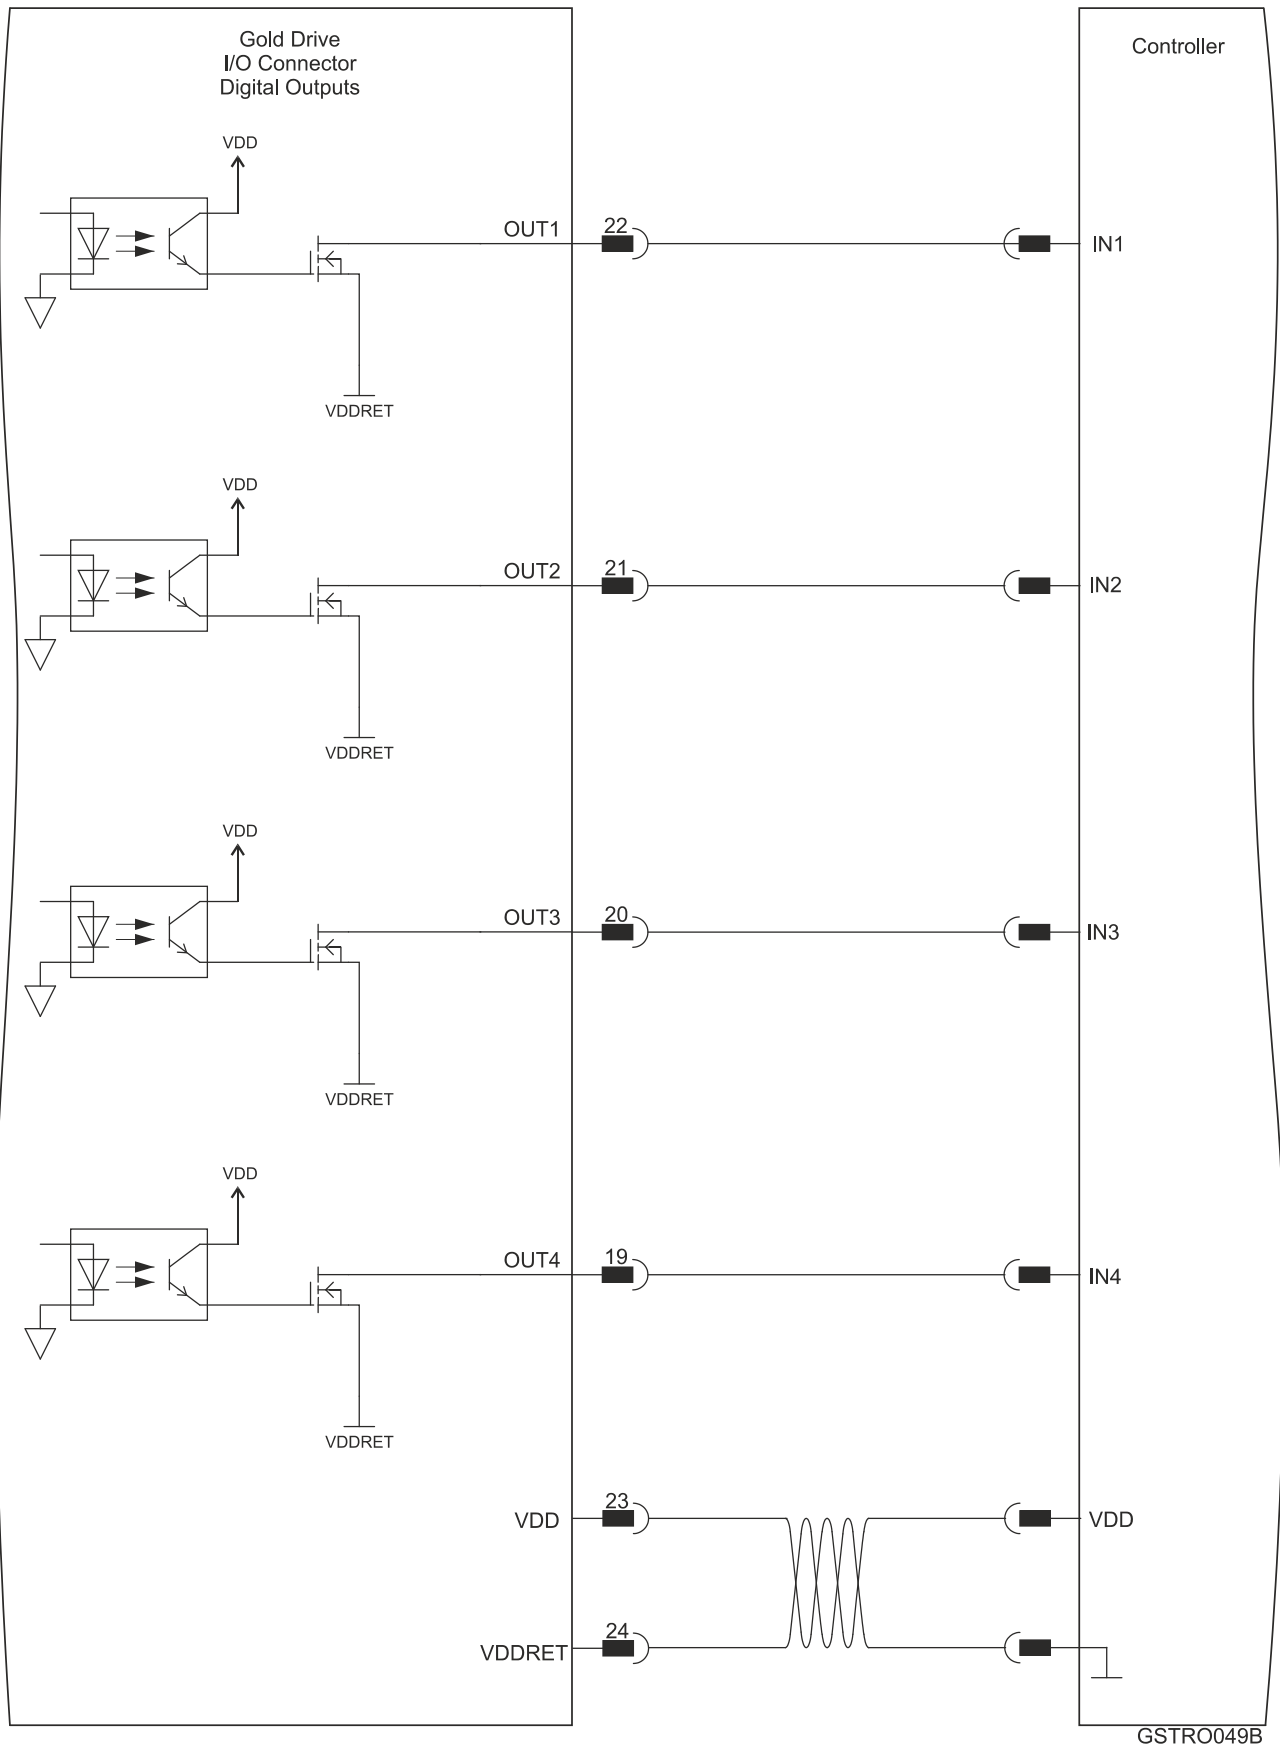 Gold Drive
I/O Connector
Digital Outputs
Controller
VDD
OUT1
22
IN1
VDDRET
VDD
OUT2
21
IN2
VDDRET
VDD
OUT3
20
IN3
VDDRET
VDD
OUT4
19
IN4
VDDRET
VDD
23
VDD
VDDRET
24
GSTRO049B